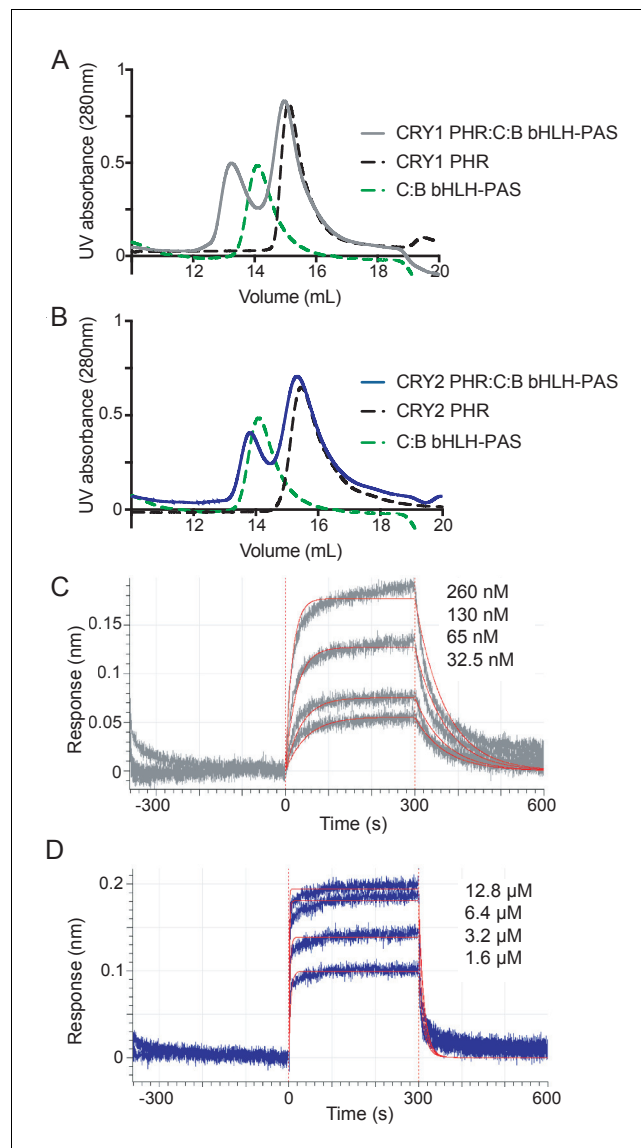 A
UV absorbance (280nm)
1
0.5
0
12
14
16
18
20
Volume (mL)
CRY1 PHR:C:B bHLH-PAS
CRY1 PHR
C:B bHLH-PAS
B
UV absorbance (280nm)
1
0.5
0
12
14
16
18
20
Volume (mL)
CRY2 PHR:C:B bHLH-PAS
CRY2 PHR
C:B bHLH-PAS
C
Response (nm)
0.15
0.1
0.05
0
-300
0
300
600
Time (s)
260 nM
130 nM
65 nM
32.5 nM
D
Response (nm)
0.2
0.1
0
-300
0
300
600
Time (s)
12.8 µM
6.4 µM
3.2 µM
1.6 µM